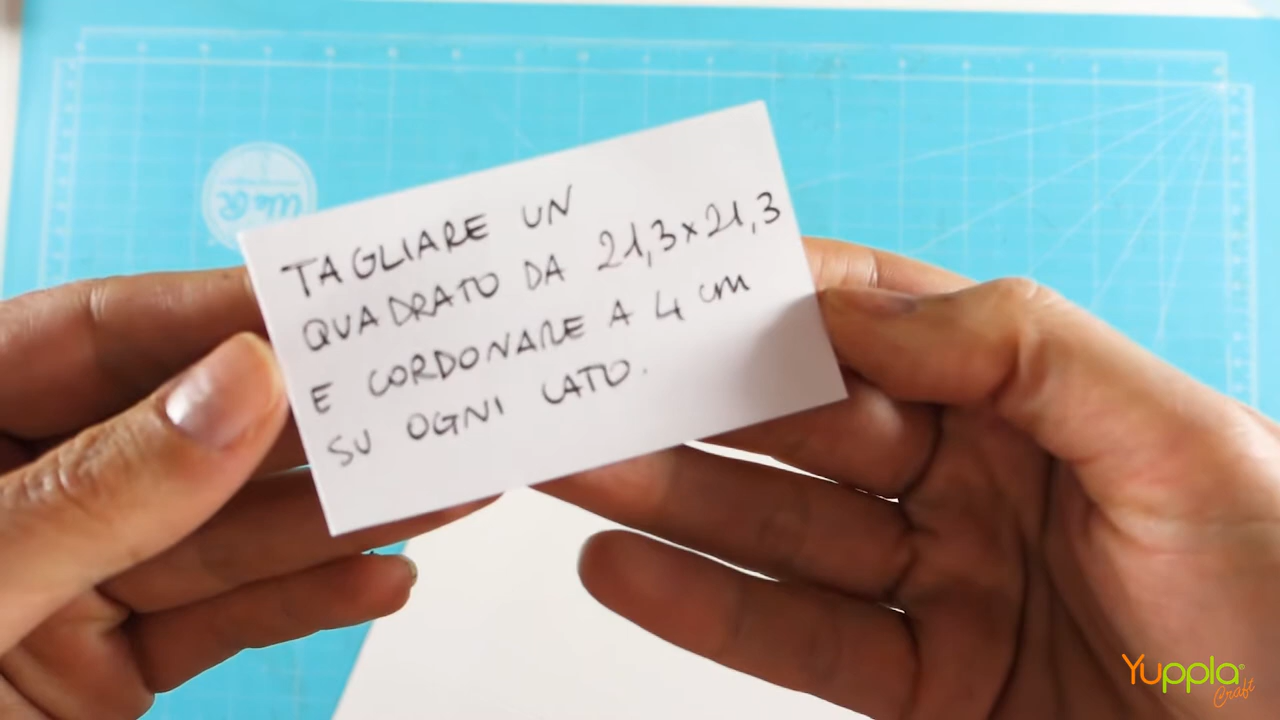 TAGLIARE UN
QUADRATO DA 21,3x21,3
E CORDONARE A 4 cm
SU OGNI LATO.
Yuppla®
Craft